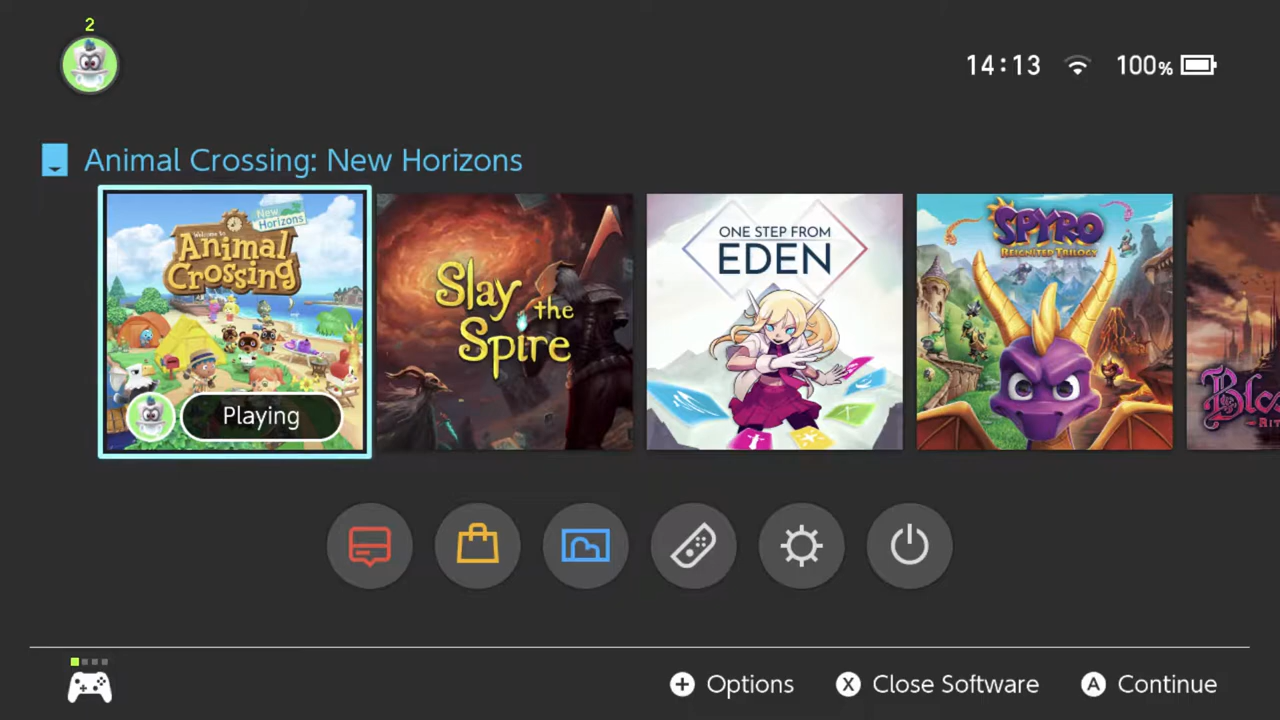 2
14:13
100%
Animal Crossing: New Horizons
New
Horizons
Welcome to
Animal
Crossing
Playing
Slay
the
Spire
ONE STEP FROM
EDEN
SPYRO
REIGNITED TRILOGY
Options
X
Close Software
A
Continue